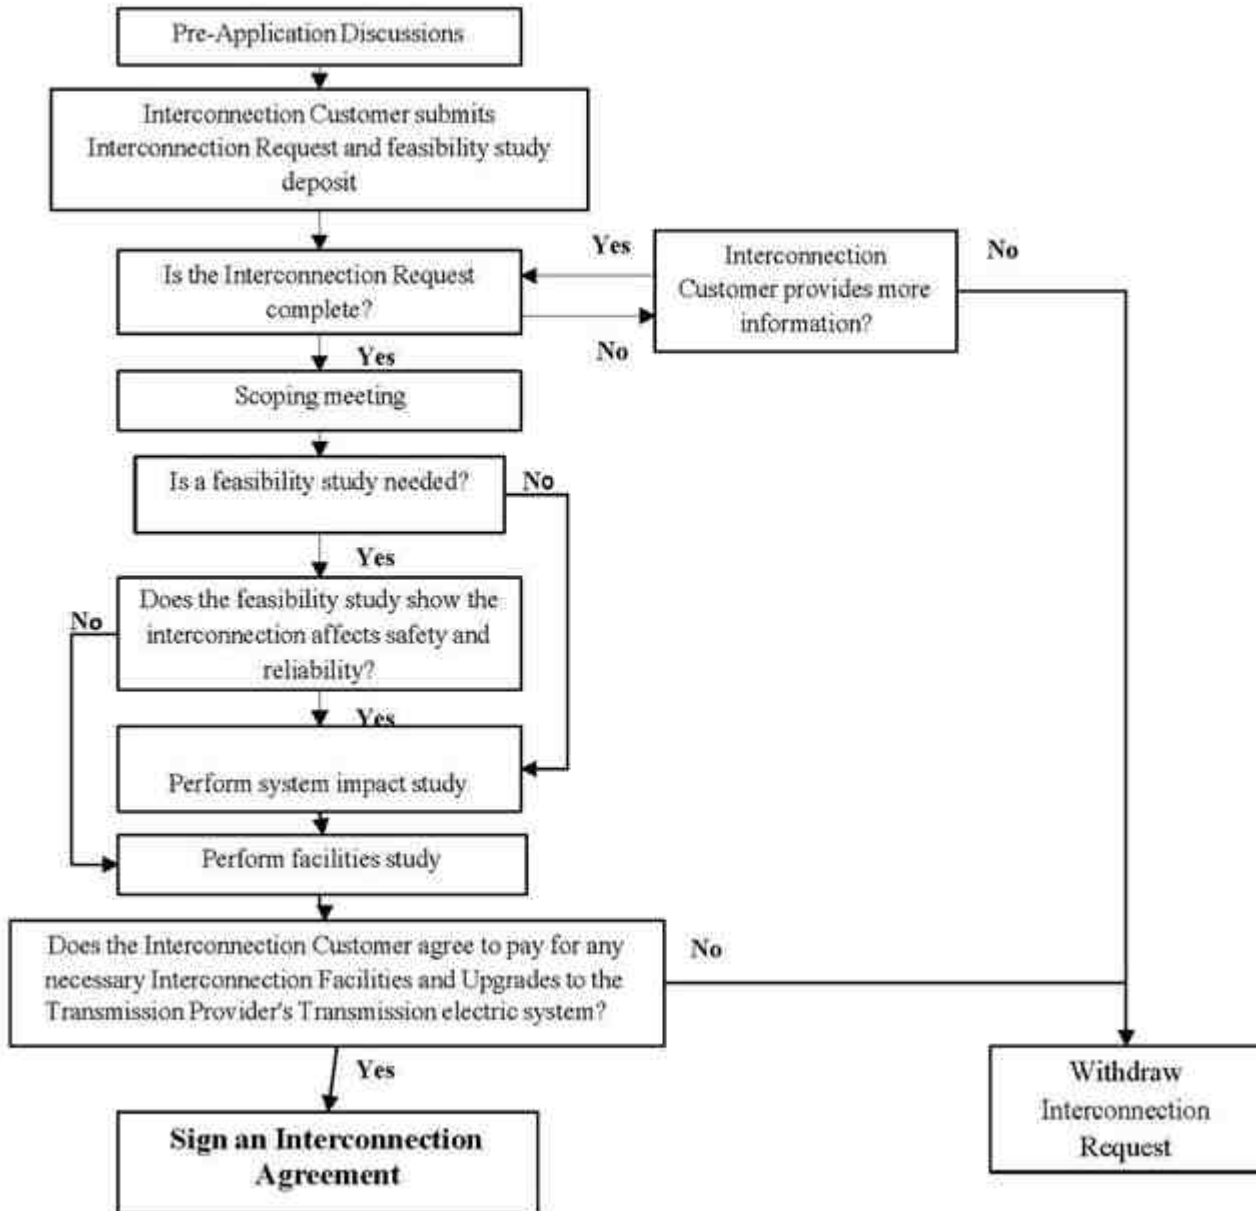 Pre-Application Discussions
Interconnection Customer submits
Interconnection Request and feasibility study
deposit
Yes
Interconnection
Customer provides more
information?
No
Is the Interconnection Request
complete?
No
Yes
Scoping meeting
Is a feasibility study needed?
No
Yes
Does the feasibility study show the
interconnection affects safety and
reliability?
No
Yes
Perform system impact study
Perform facilities study
Does the Interconnection Customer agree to pay for any
necessary Interconnection Facilities and Upgrades to the
Transmission Provider's Transmission electric system?
No
Yes
Sign an Interconnection
Agreement
Withdraw
Interconnection
Request